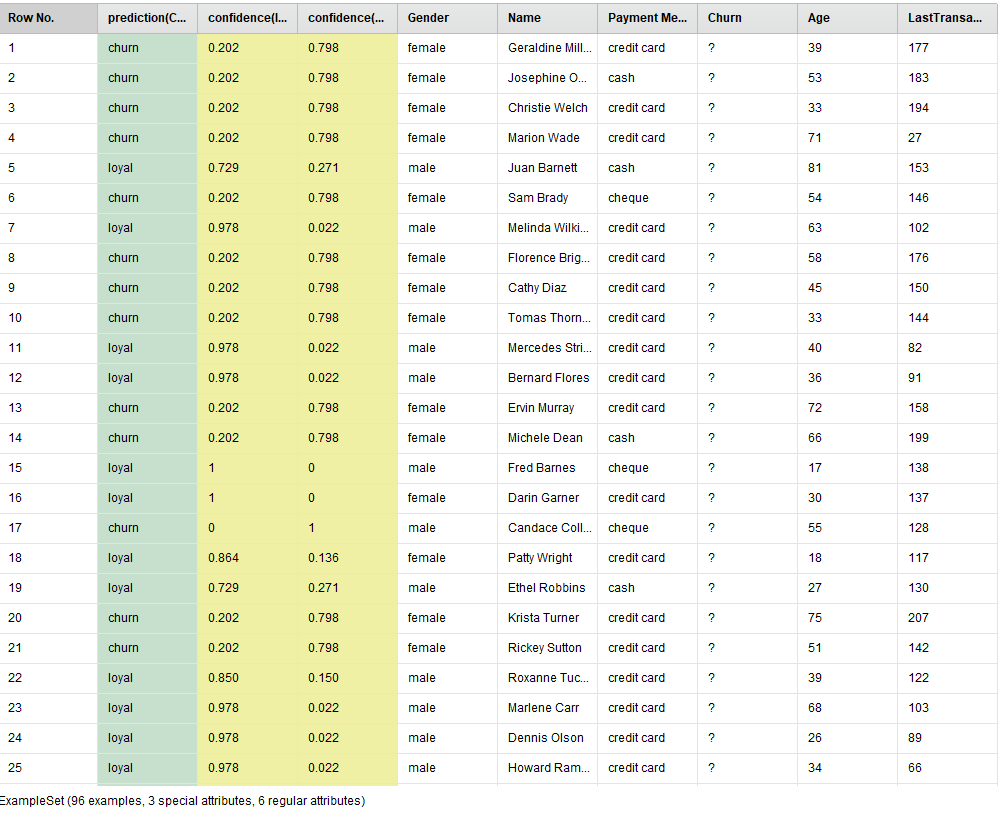 Row No. prediction(C... confidence(l... confidence(... Gender Name Payment Me... Churn Age LastTransa...
1 churn 0.202 0.798 female Geraldine Mill... credit card ? 39 177
2 churn 0.202 0.798 female Josephine O... cash ? 53 183
3 churn 0.202 0.798 female Christie Welch credit card ? 33 194
4 churn 0.202 0.798 female Marion Wade credit card ? 71 27
5 loyal 0.729 0.271 male Juan Barnett cash ? 81 153
6 churn 0.202 0.798 female Sam Brady cheque ? 54 146
7 loyal 0.978 0.022 male Melinda Wilki... credit card ? 63 102
8 churn 0.202 0.798 female Florence Brig... credit card ? 58 176
9 churn 0.202 0.798 female Cathy Diaz credit card ? 45 150
10 churn 0.202 0.798 female Tomas Thorn... credit card ? 33 144
11 loyal 0.978 0.022 male Mercedes Stri... credit card ? 40 82
12 loyal 0.978 0.022 male Bernard Flores credit card ? 36 91
13 churn 0.202 0.798 female Ervin Murray credit card ? 72 158
14 churn 0.202 0.798 female Michele Dean cash ? 66 199
15 loyal 1 0 male Fred Barnes cheque ? 17 138
16 loyal 1 0 female Darin Garner credit card ? 30 137
17 churn 0 1 male Candace Coll... cheque ? 55 128
18 loyal 0.864 0.136 female Patty Wright credit card ? 18 117
19 loyal 0.729 0.271 male Ethel Robbins cash ? 27 130
20 churn 0.202 0.798 female Krista Turner credit card ? 75 207
21 churn 0.202 0.798 female Rickey Sutton credit card ? 51 142
22 loyal 0.850 0.150 male Roxanne Tuc... credit card ? 39 122
23 loyal 0.978 0.022 male Marlene Carr credit card ? 68 103
24 loyal 0.978 0.022 male Dennis Olson credit card ? 26 89
25 loyal 0.978 0.022 male Howard Ram... credit card ? 34 66
ExampleSet (96 examples, 3 special attributes, 6 regular attributes)